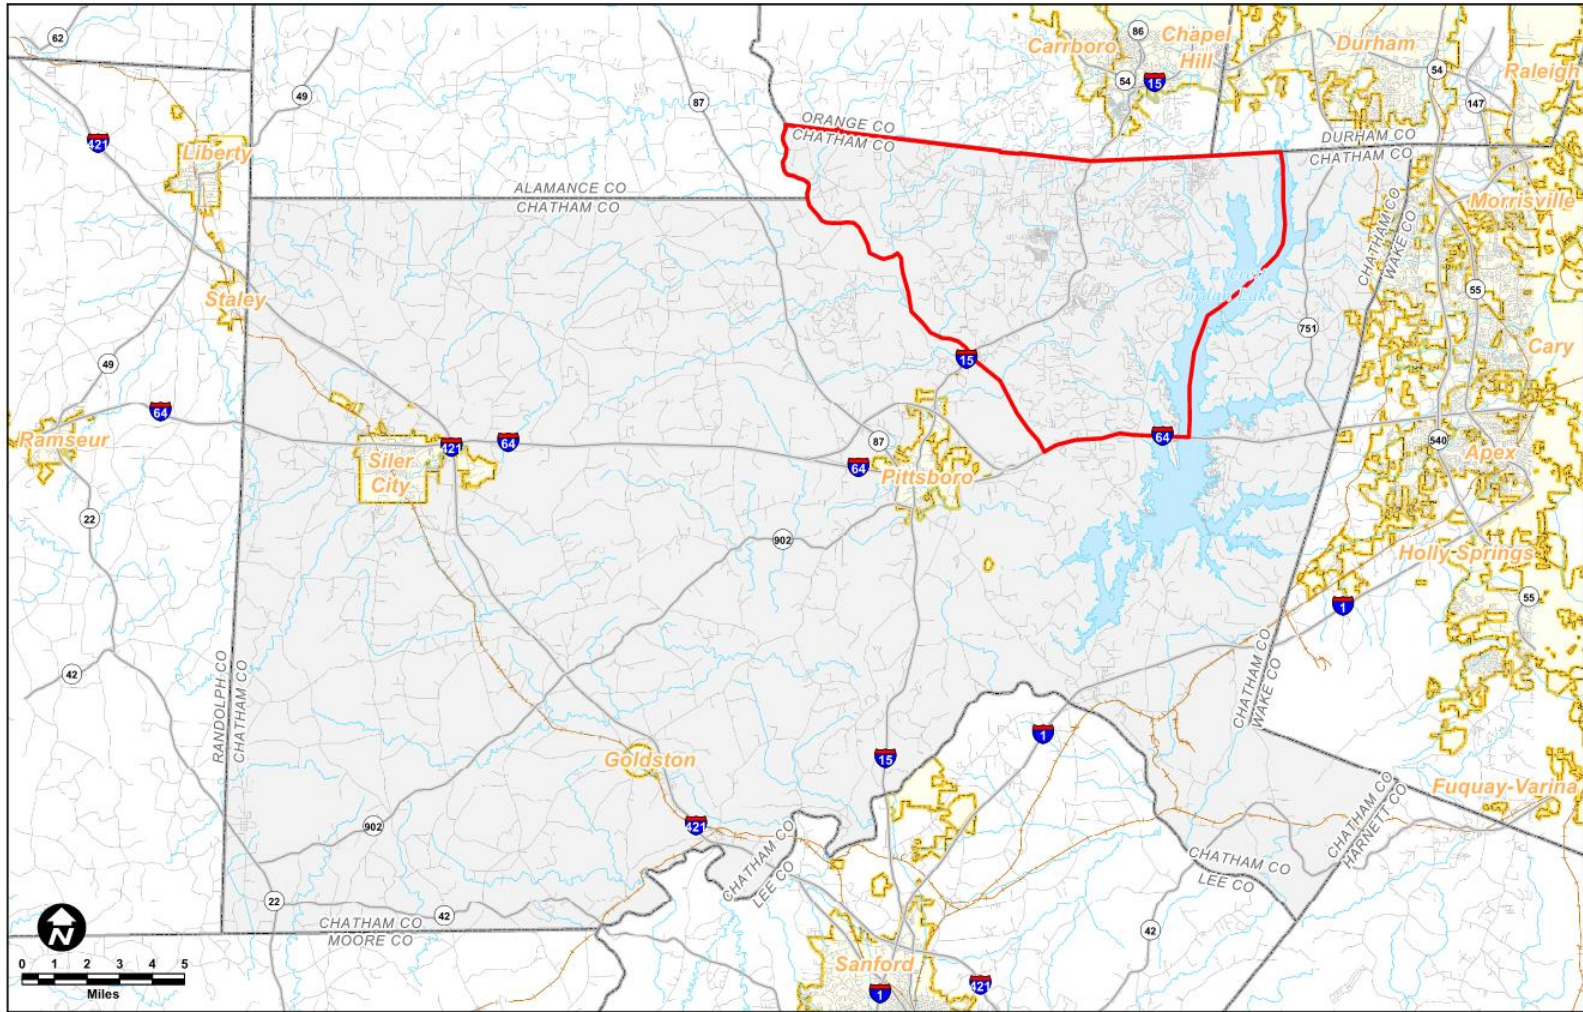 62
86
Chapel
Hill
Carrboro
Durham
54
54
15
Raleigh
49
87
147
ORANGE CO
CHATHAM CO
DURHAM CO
CHATHAM CO
421
Liberty
ALAMANCE CO
CHATHAM CO
Morrisville
CHATHAM CO
WAKE CO
B. Everett
Jordan Lake
55
Staley
751
Cary
15
49
64
Ramseur
87
64
421
64
Siler
City
64
Pittsboro
540
Apex
22
902
Holly Springs
55
1
42
RANDOLPH CO
CHATHAM CO
CHATHAM CO
WAKE CO
1
Goldston
15
Fuquay-Varina
902
421
CHATHAM CO
LEE CO
CHATHAM CO
HARNETT CO
CHATHAM CO
LEE CO
22
42
CHATHAM CO
MOORE CO
42
N
0 1 2 3 4 5
Miles
Sanford
421
1